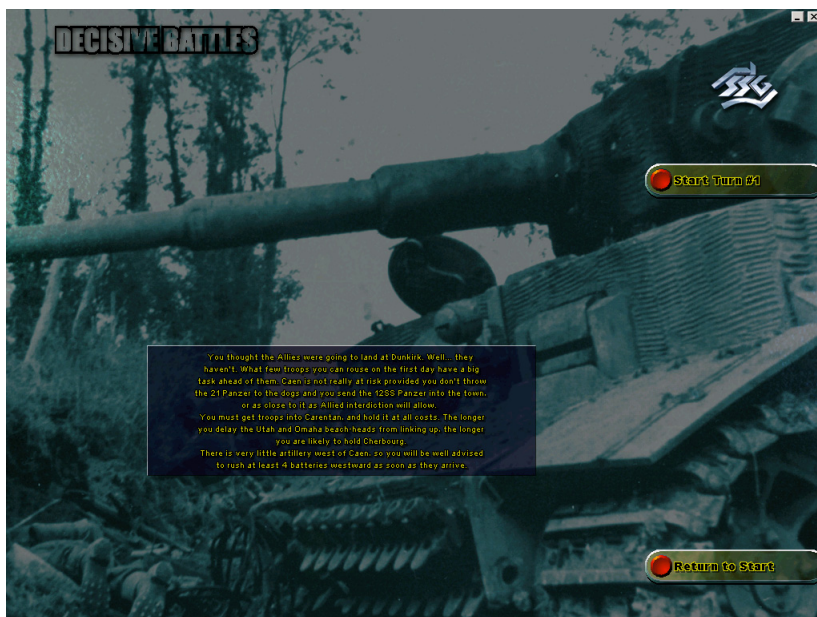 DECISIVE BATTLES
SSG
Start Turn #1
You thought the Allies were going to land at Dunkirk. Well... they
haven't. What few troops you can rouse on the first day have a big
task ahead of them. Caen is not really at risk provided you don't throw
the 21 Panzer to the dogs and you send the 12SS Panzer into the town,
or as close to it as Allied interdiction will allow.
You must get troops into Carentan, and hold it at all costs. The longer
you delay the Utah and Omaha beach-heads from linking up, the longer
you are likely to hold Cherbourg.
There is very little artillery west of Caen, so you will be well advised
to rush at least 4 batteries westward as soon as they arrive.
Return to Start